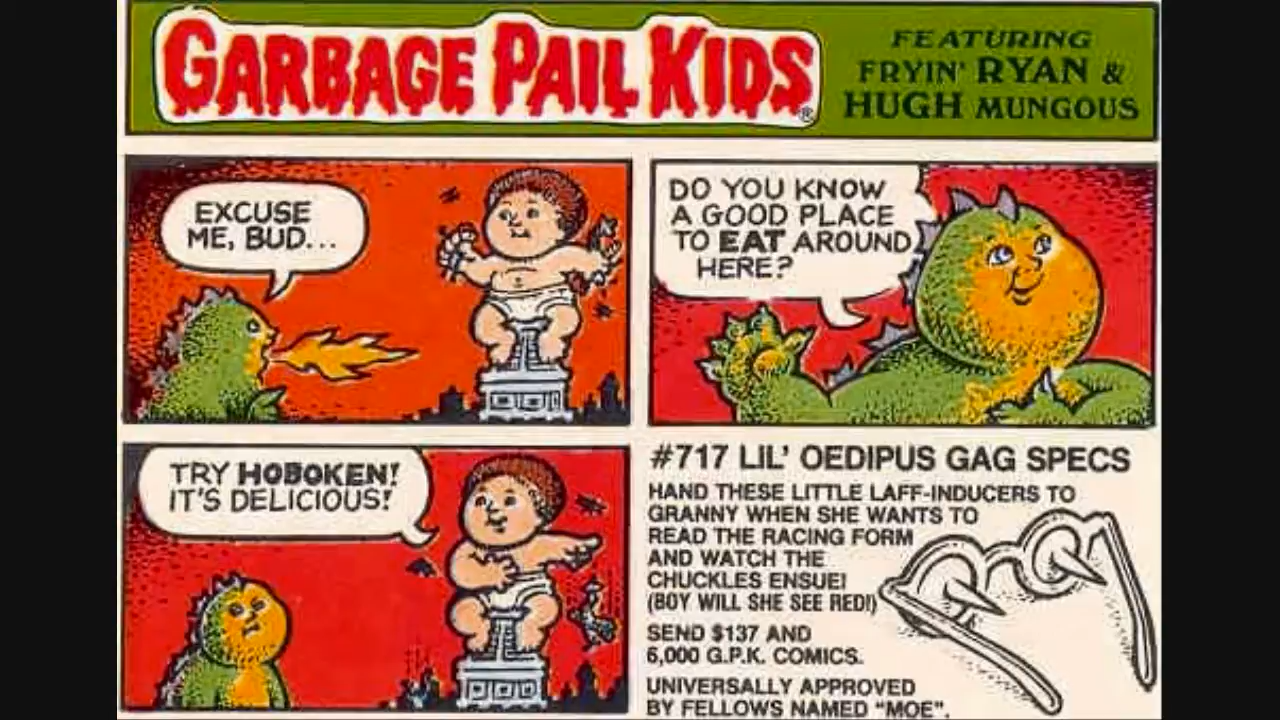 GARBAGE PAIL KIDS®
FEATURING
FRYIN' RYAN &
HUGH MUNGOUS
EXCUSE
ME, BUD...
DO YOU KNOW
A GOOD PLACE
TO EAT AROUND
HERE?
TRY HOBOKEN!
IT'S DELICIOUS!
#717 LIL' OEDIPUS GAG SPECS
HAND THESE LITTLE LAFF-INDUCERS TO
GRANNY WHEN SHE WANTS TO
READ THE RACING FORM
AND WATCH THE
CHUCKLES ENSUE!
(BOY WILL SHE SEE RED!)
SEND $137 AND
6,000 G.P.K. COMICS.
UNIVERSALLY APPROVED
BY FELLOWS NAMED "MOE".